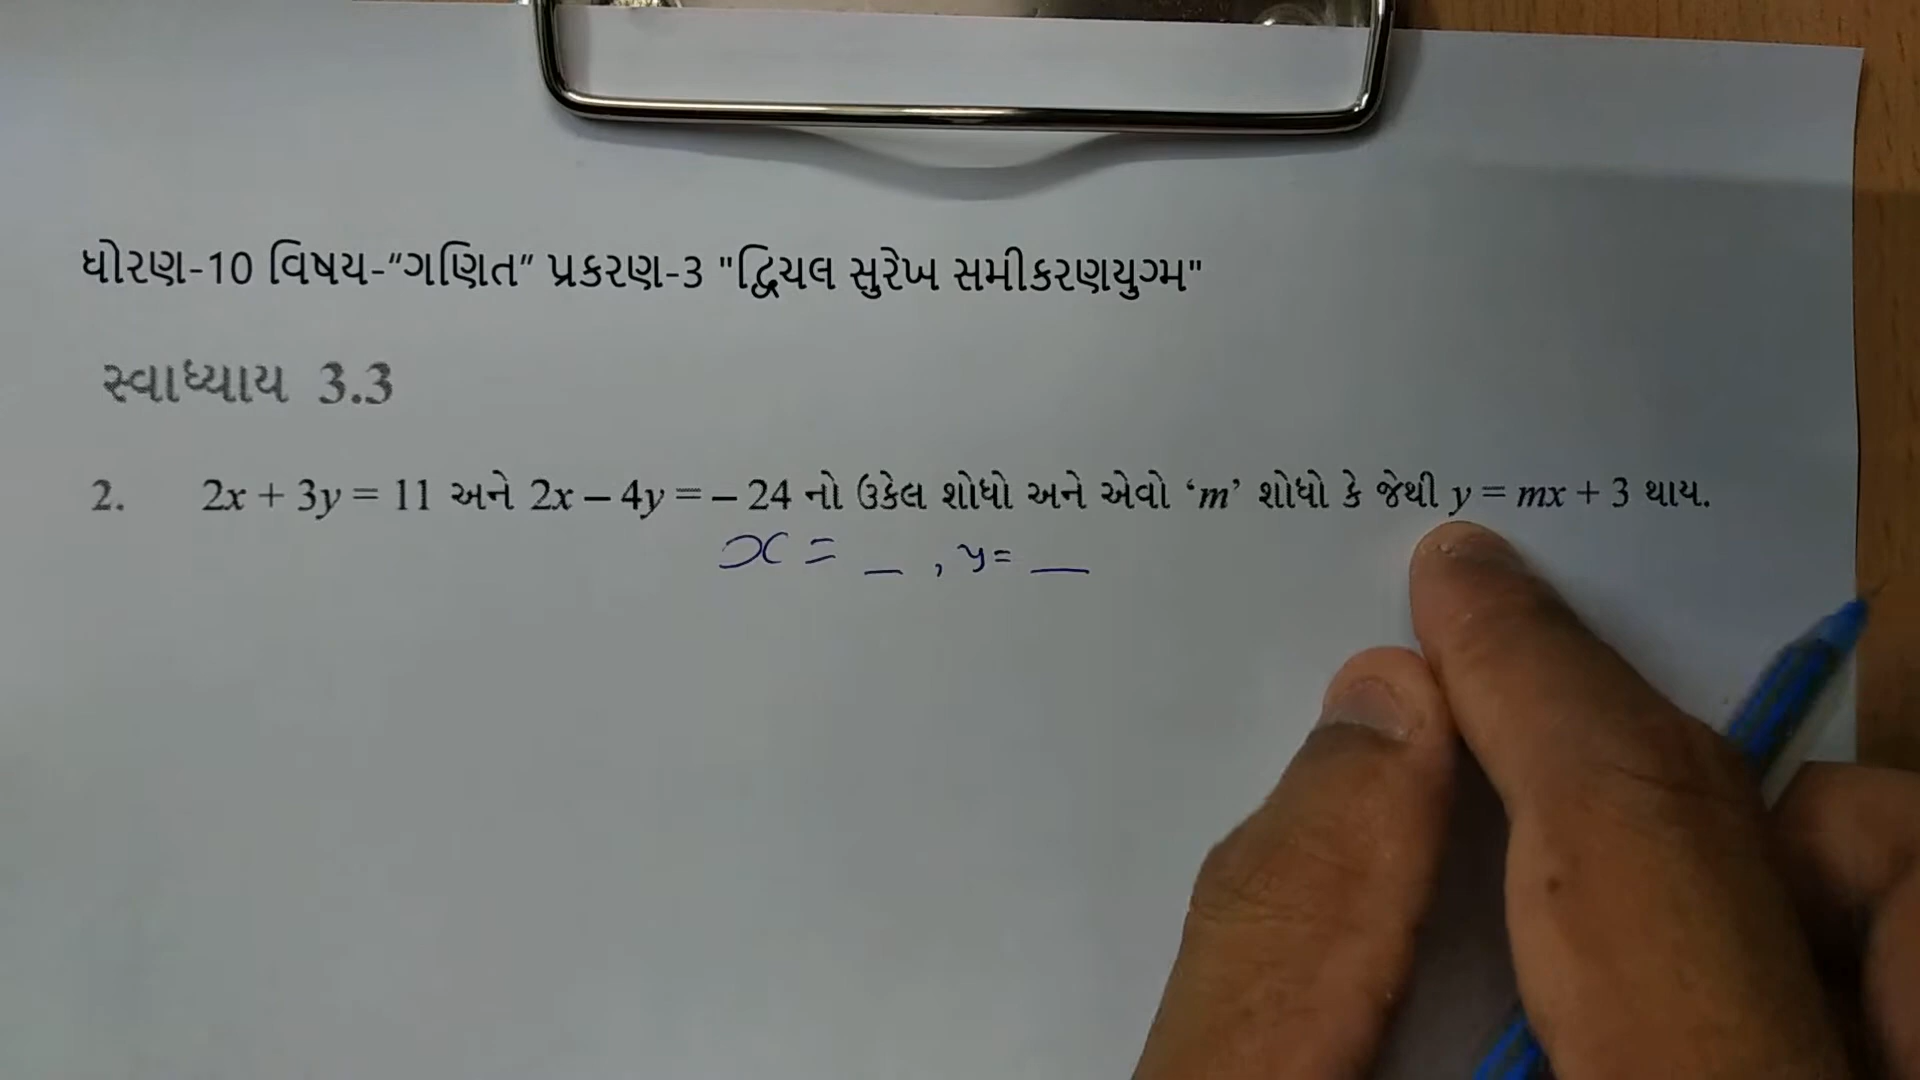 ધોરણ-10 વિષય-“ગણિત” પ્રકરણ-3 "દ્વિચલ સુરેખ સમીકરણયુગ્મ"
સ્વાધ્યાય 3.3
2. 2x + 3y = 11 અને 2x – 4y = – 24 નો ઉકેલ શોધો અને એવો ‘m’ શોધો કે જેથી y = mx + 3 થાય.
x = _ , y = __